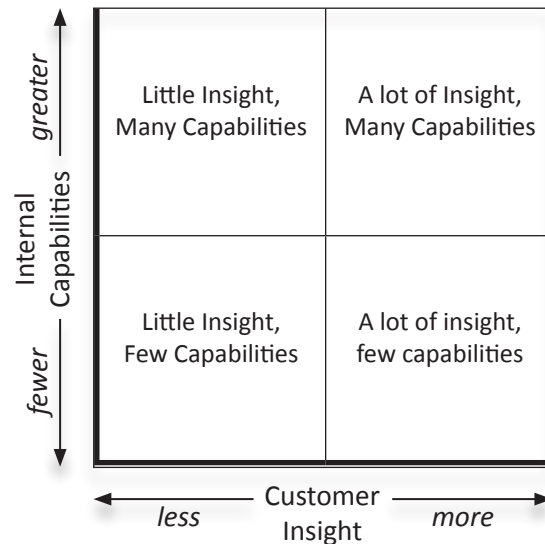 greater
Internal
Capabilities
fewer
Little Insight,
Many Capabilities
A lot of Insight,
Many Capabilities
Little Insight,
Few Capabilities
A lot of insight,
few capabilities
less
Customer
Insight
more